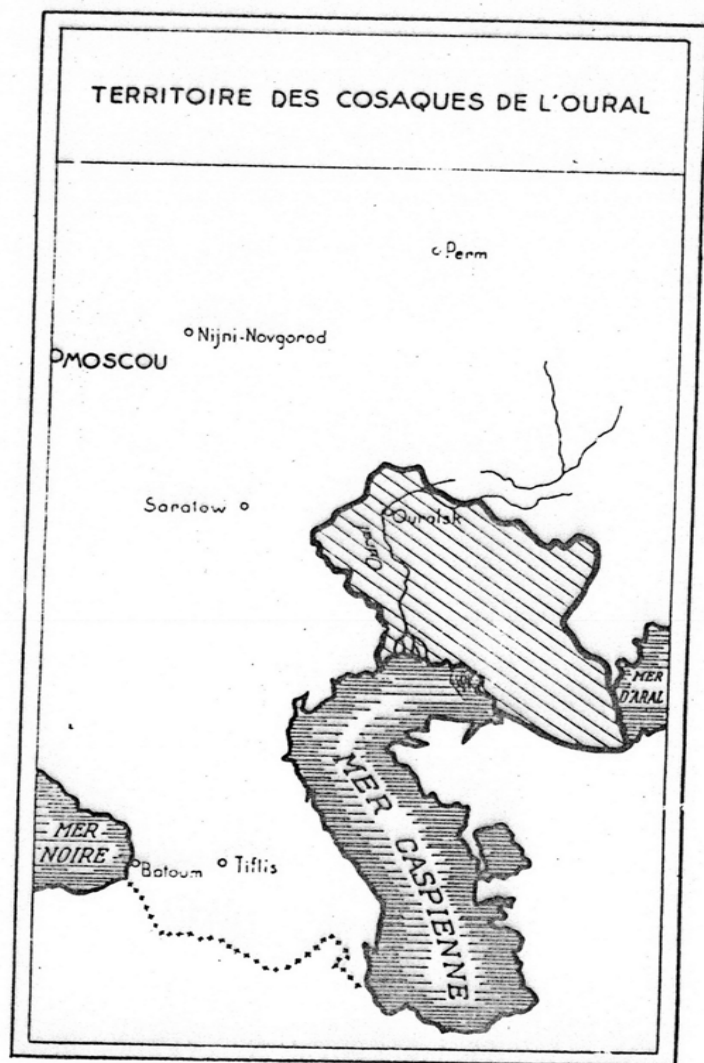 TERRITOIRE DES COSAQUES DE L'OURAL
Perm
Nijni-Novgorod
MOSCOU
Saratow
Ouralsk
Oural
MER
D'ARAL
MER CASPIENNE
MER
NOIRE
Batoum
Tiflis